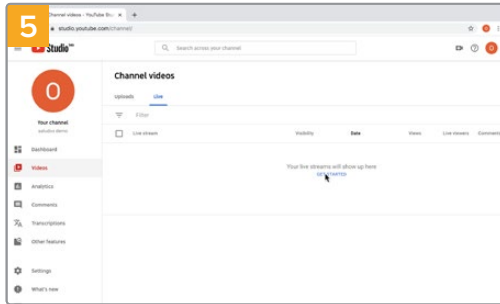 5
Channel videos - YouTube Stu
studio.youtube.com/channel/
Studio
Search across your channel
O
Your channel
Channel videos
Uploads
Live
Filter
Live stream
Visibility
Date
Views
Live viewers
Comments
Your live streams will show up here
GET STARTED
Dashboard
Videos
Analytics
Comments
Transcriptions
Other features
Settings
What's new